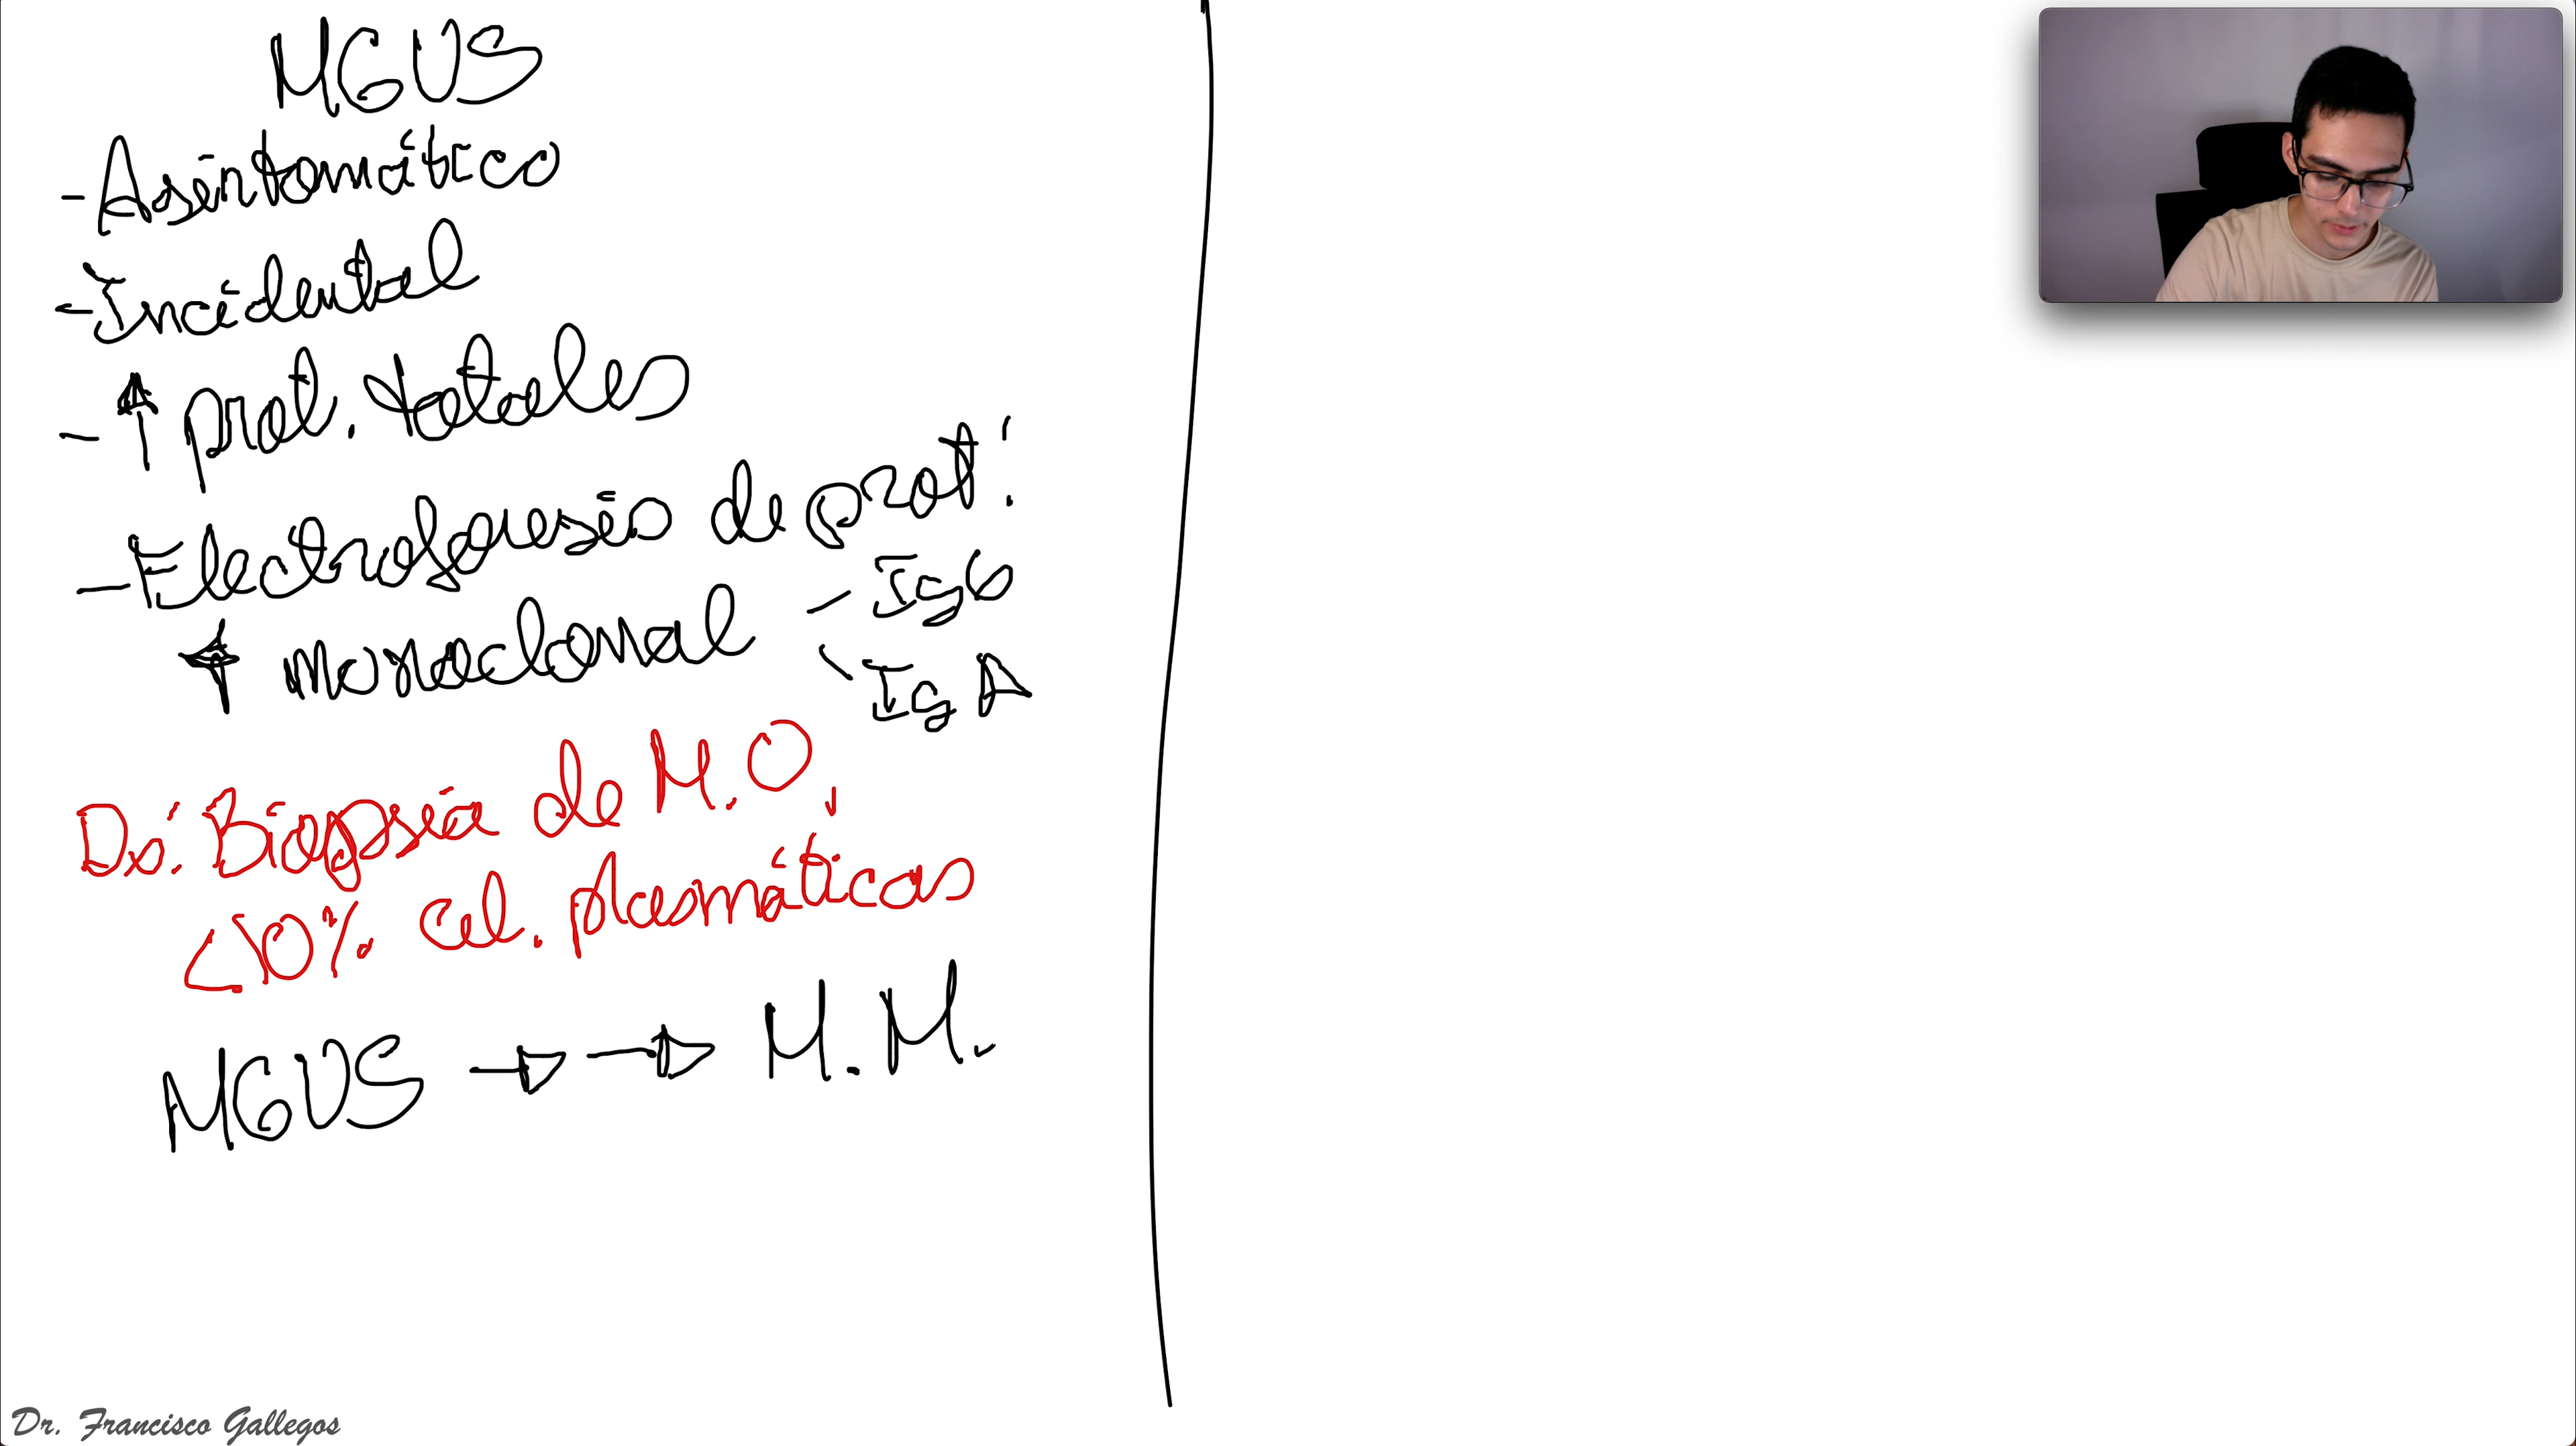 MGUS
- Asintomático
- Incidental
- ↑ prot. totales
- Electroforesis de prot:
↑ monoclonal - IgG
- IgA
Dx: Biopsia de M.O.
<10% cel. plasmáticas
MGUS → → M.M.
Dr. Francisco Gallegos